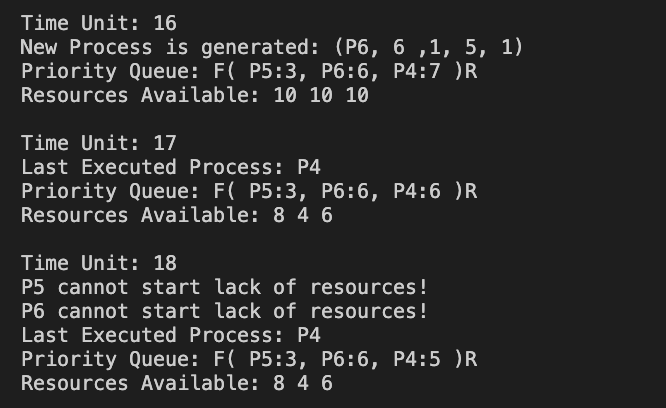 Time Unit: 16
New Process is generated: (P6, 6 ,1, 5, 1)
Priority Queue: F( P5:3, P6:6, P4:7 )R
Resources Available: 10 10 10
Time Unit: 17
Last Executed Process: P4
Priority Queue: F( P5:3, P6:6, P4:6 )R
Resources Available: 8 4 6
Time Unit: 18
P5 cannot start lack of resources!
P6 cannot start lack of resources!
Last Executed Process: P4
Priority Queue: F( P5:3, P6:6, P4:5 )R
Resources Available: 8 4 6